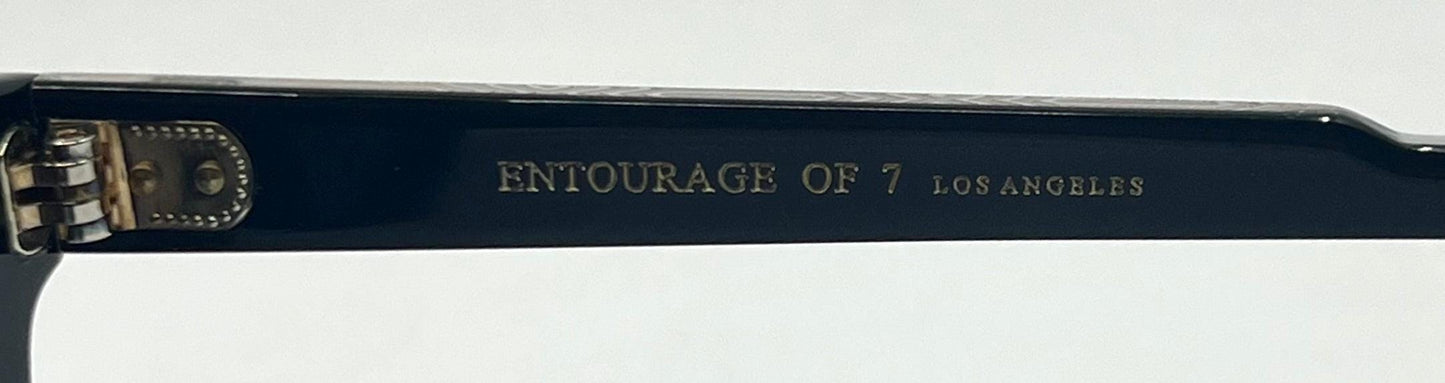 ENTOURAGE OF 7 LOS ANGELES